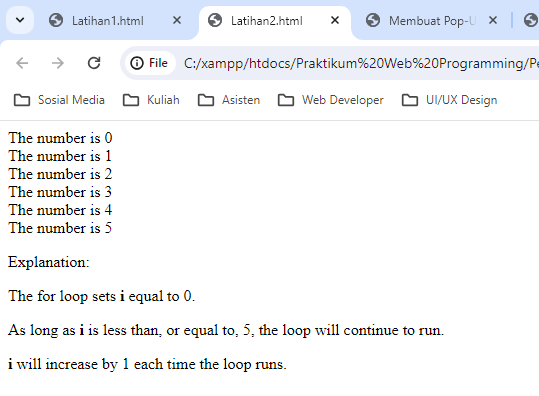 Latihan1.html
Latihan2.html
Membuat Pop-U
File C:/xampp/htdocs/Praktikum%20Web%20Programming/Pe
Sosial Media Kuliah Asisten Web Developer UI/UX Design
The number is 0
The number is 1
The number is 2
The number is 3
The number is 4
The number is 5
Explanation:
The for loop sets i equal to 0.
As long as i is less than, or equal to, 5, the loop will continue to run.
i will increase by 1 each time the loop runs.